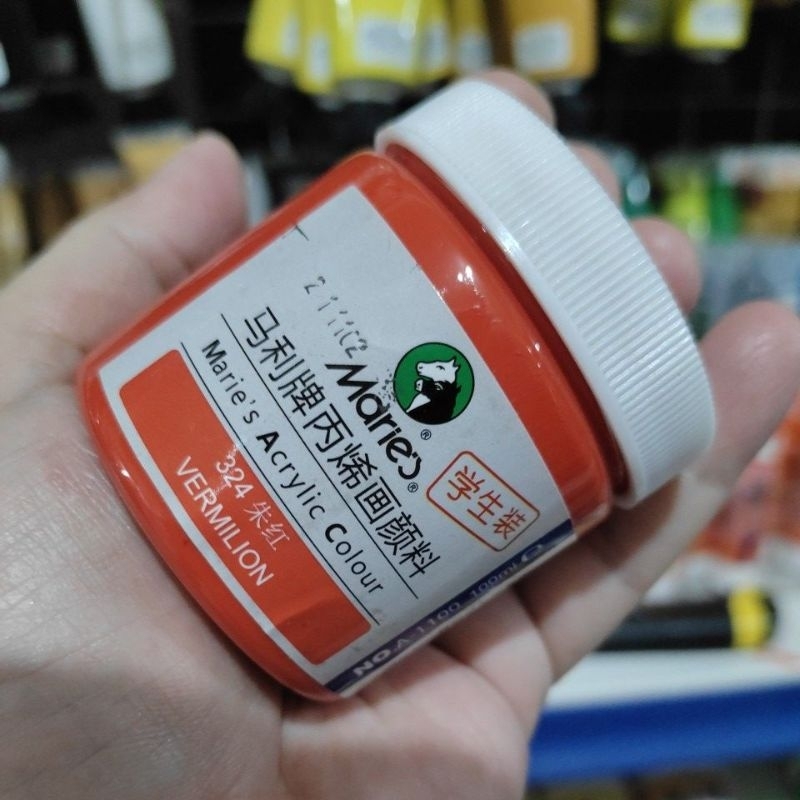 Marie's®
马利牌丙烯画颜料®
Marie's Acrylic Colour
学生装
324 朱红
VERMILION
NO.A-1100 100ml